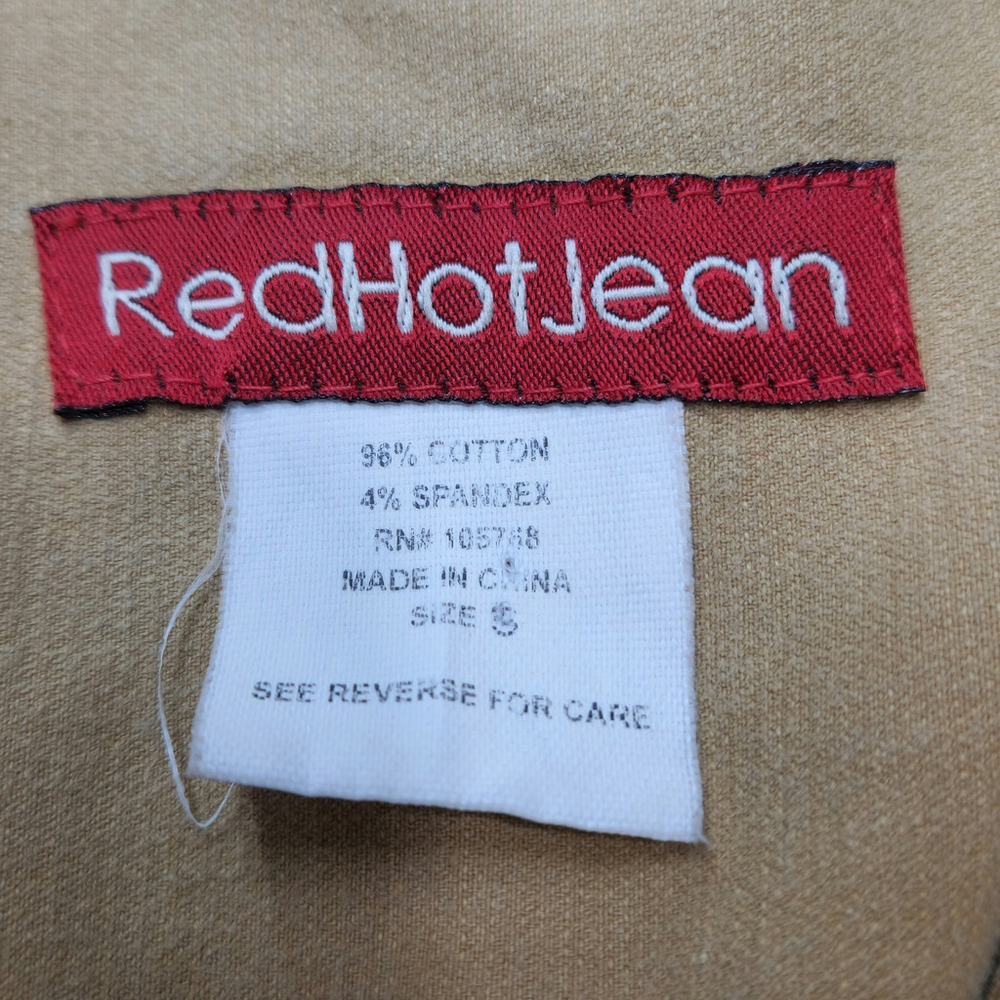 RedHotJean
96% COTTON
4% SPANDEX
RN# 105768
MADE IN CHINA
SIZE S
SEE REVERSE FOR CARE